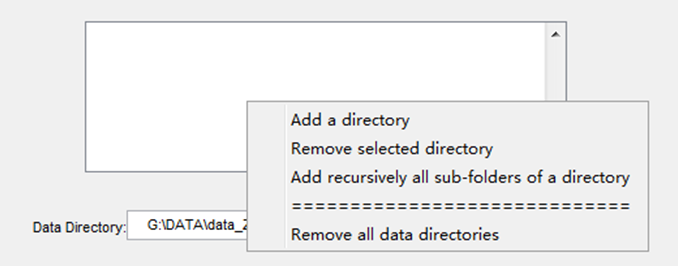 Add a directory
Remove selected directory
Add recursively all sub-folders of a directory
=============================
Remove all data directories
Data Directory: G:\DATA\data_Z